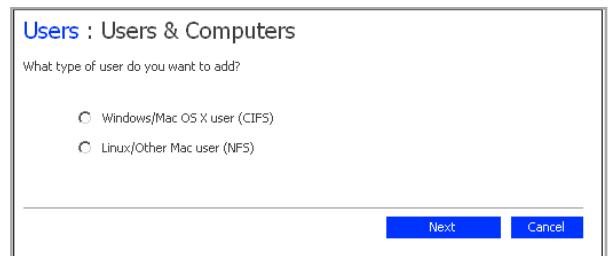 Users : Users & Computers
What type of user do you want to add?
Windows/Mac OS X user (CIFS)
Linux/Other Mac user (NFS)
Next Cancel